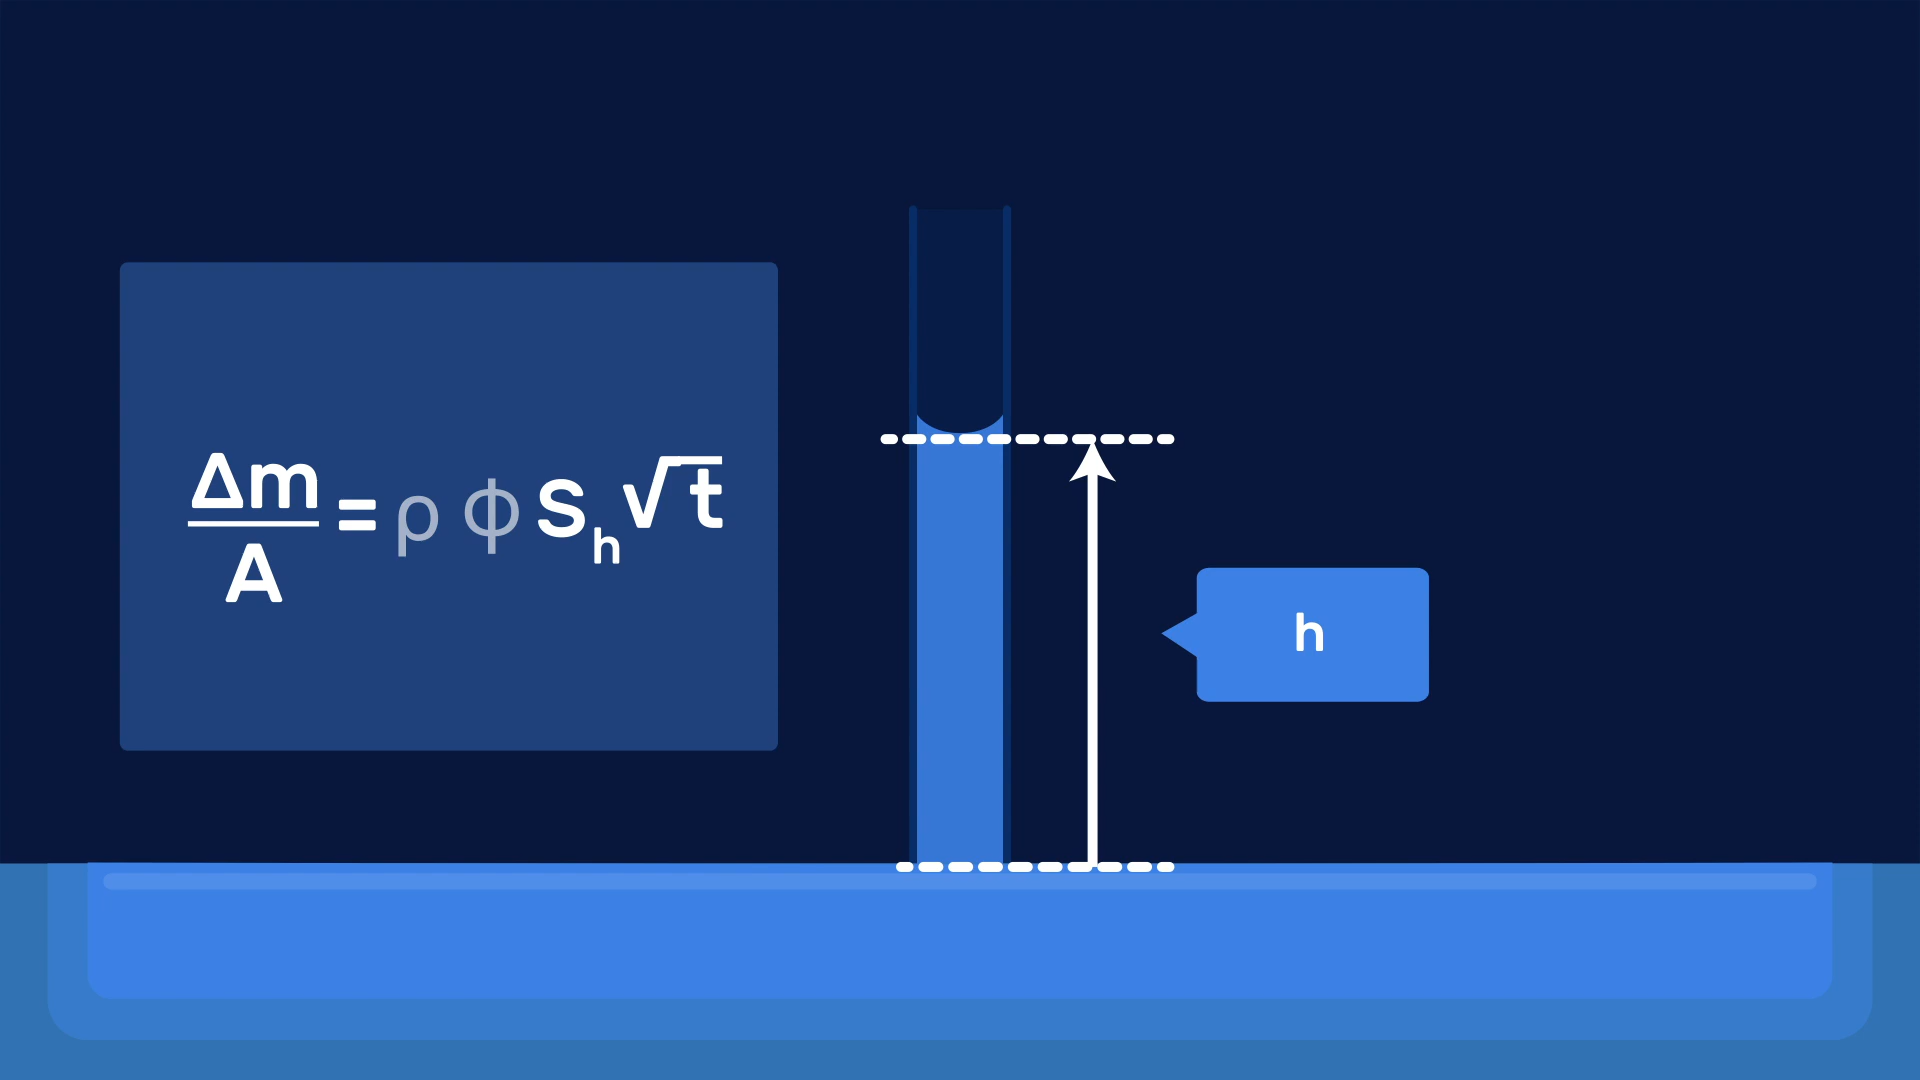 Δm/A = ρ ϕ S_h √t
h